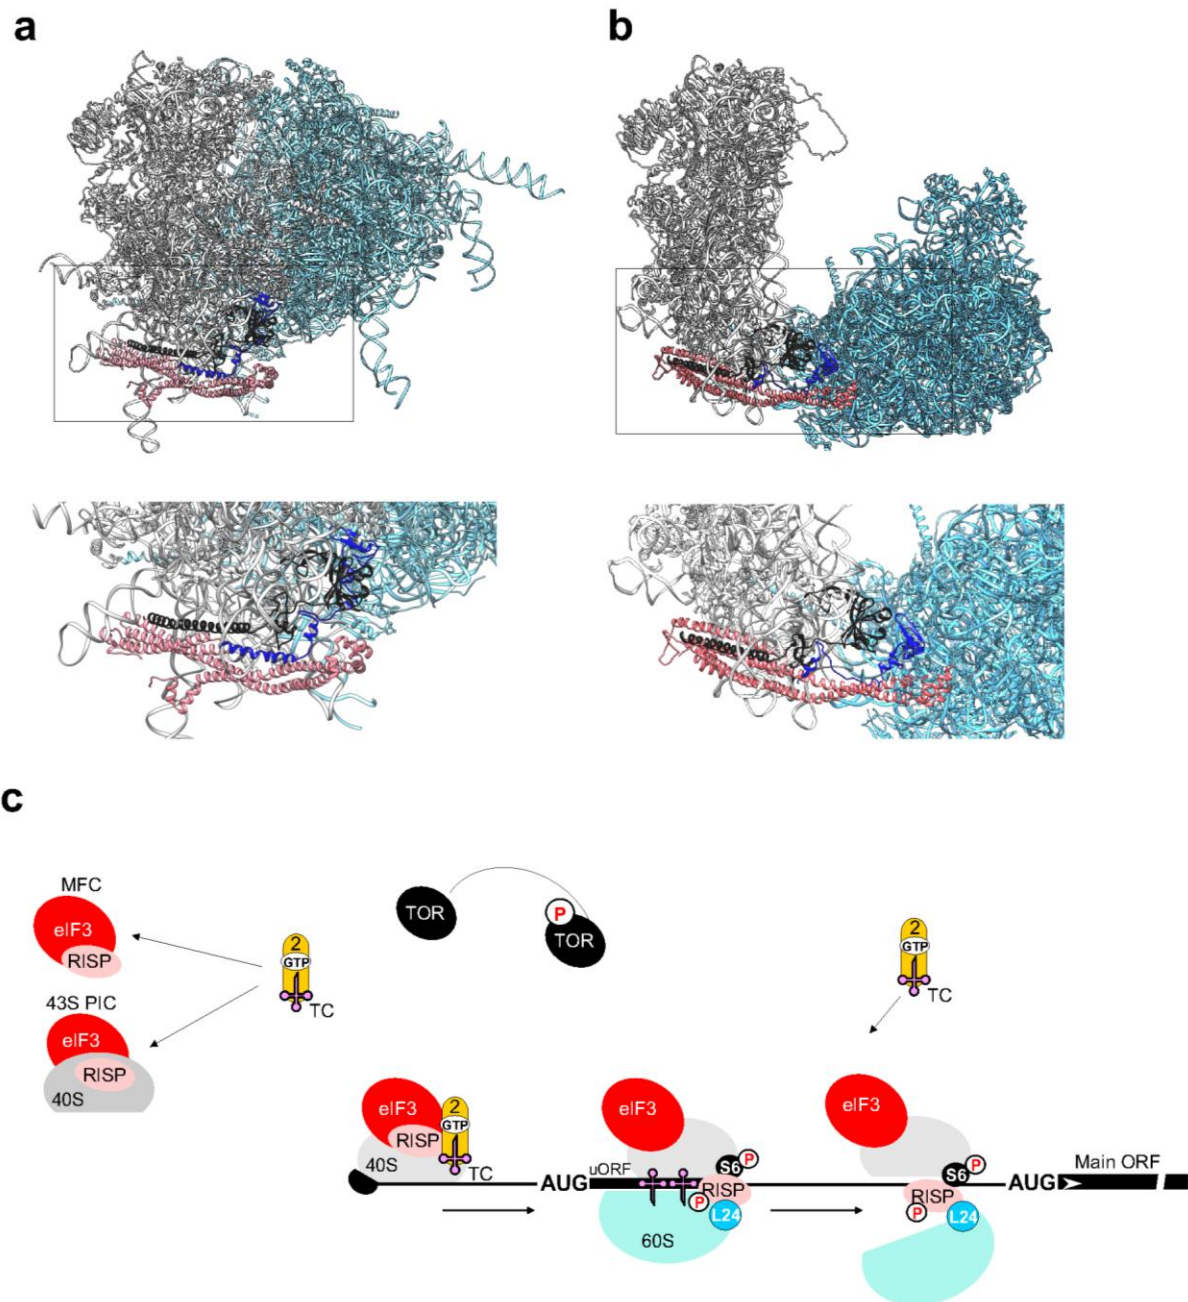 a
b
c
MFC
eIF3
RISP
2
GTP
TC
43S PIC
eIF3
RISP
40S
TOR
P
TOR
2
GTP
TC
eIF3
RISP
40S
2
GTP
TC
AUG
uORF
eIF3
S6
P
RISP
P
L24
60S
eIF3
S6
P
RISP
P
L24
AUG
Main ORF